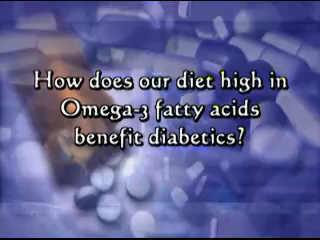 How does our diet high in
Omega-3 fatty acids
benefit diabetics?